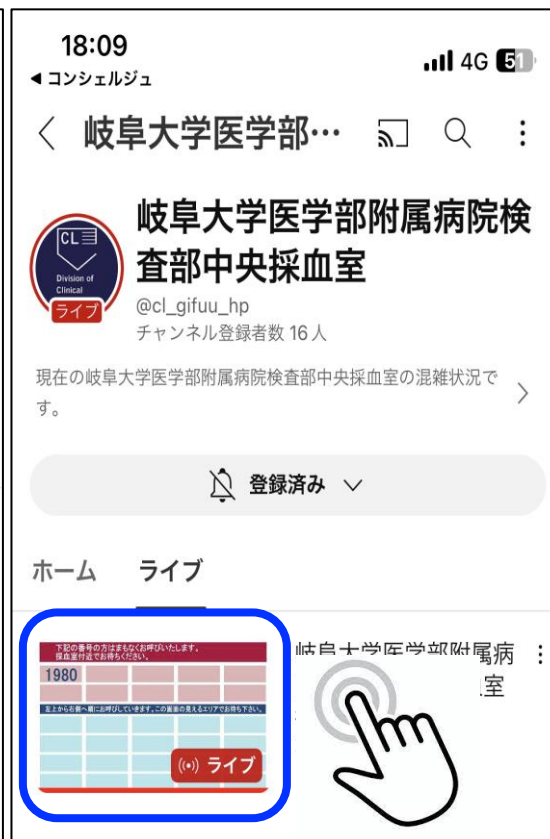 18:09
4G 51
◀ コンシェルジュ
岐阜大学医学部…
岐阜大学医学部附属病院検
査部中央採血室
@cl_gifuu_hp
チャンネル登録者数 16人
CL
Division of
Clinical
ライブ
現在の岐阜大学医学部附属病院検査部中央採血室の混雑状況で
す。
登録済み
ホーム ライブ
下記の番号の方はまもなくお呼びいたします。
採血室付近でお待ちください。
1980
左上から右側へ順にお呼びしていきます。この画面の見えるエリアでお待ち下さい。
ライブ
岐阜大学医学部附属病
室